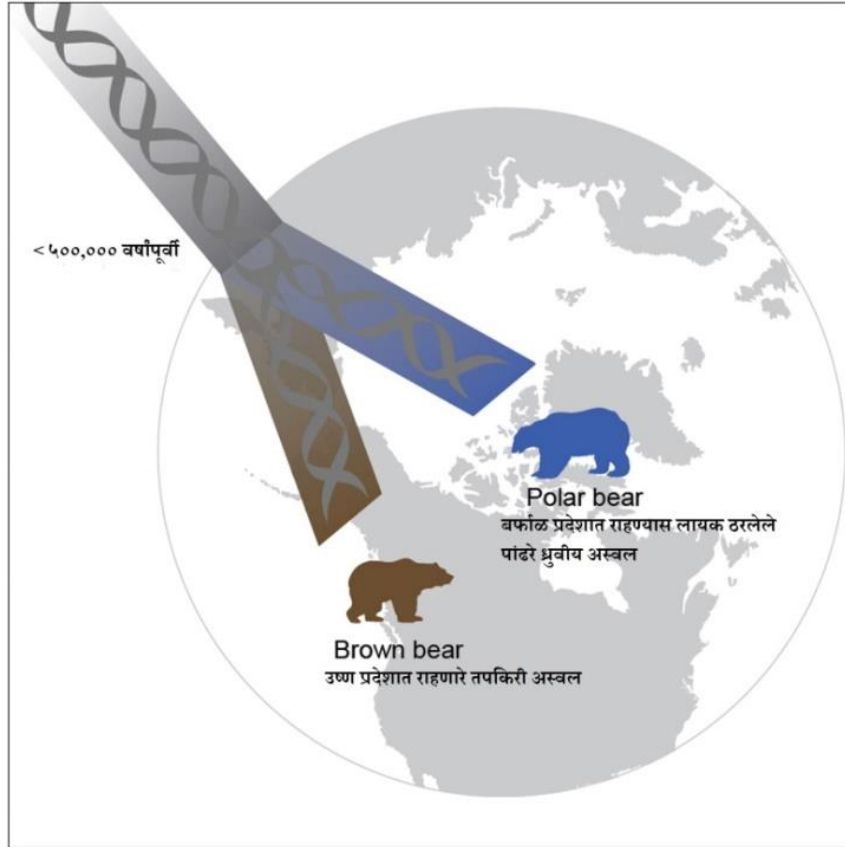 < ५००,००० वर्षांपूर्वी
Polar bear
बर्फाळ प्रदेशात राहण्यास लायक ठरलेले
पांढरे ध्रुवीय अस्वल
Brown bear
उष्ण प्रदेशात राहणारे तपकिरी अस्वल